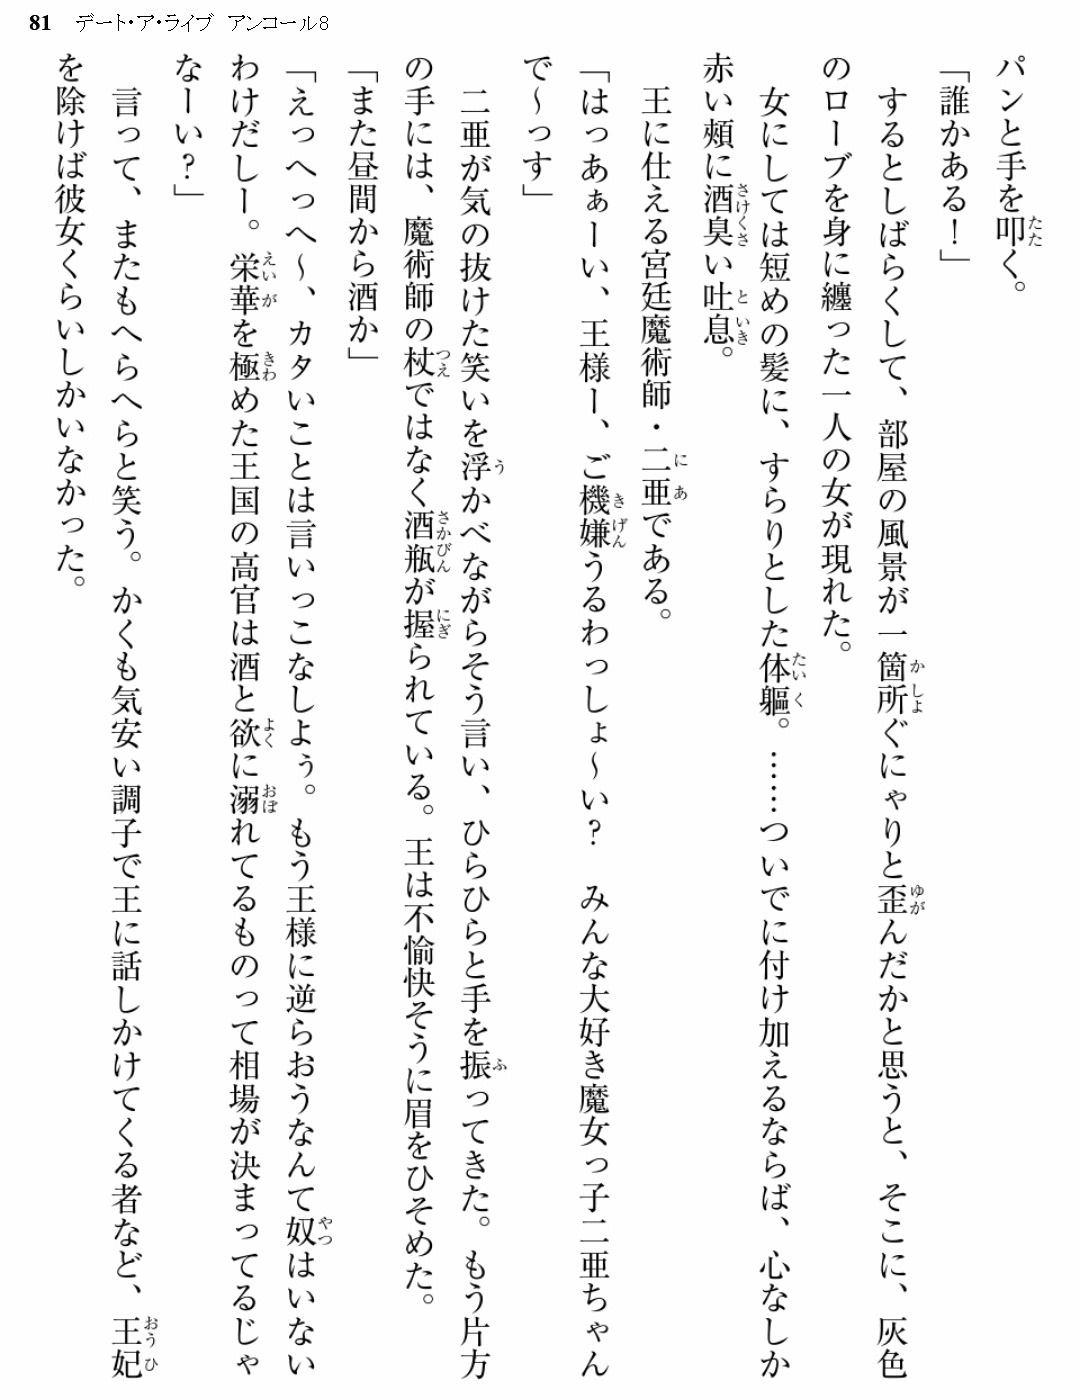 81　デート・ア・ライブ　アンコール8
パンと手を叩く。
「誰かある！」
　するとしばらくして、部屋の風景が一箇所ぐにゃりと歪んだかと思うと、そこに、灰色
のローブを身に纏った一人の女が現れた。
　女にしては短めの髪に、すらりとした体軀。……ついでに付け加えるならば、心なしか
赤い頰に酒臭い吐息。
　王に仕える宮廷魔術師・二亜である。
「はっあぁーい、王様ー、ご機嫌うるわっしょ〜い？　みんな大好き魔女っ子二亜ちゃん
で〜っす」
　二亜が気の抜けた笑いを浮かべながらそう言い、ひらひらと手を振ってきた。もう片方
の手には、魔術師の杖ではなく酒瓶が握られている。王は不愉快そうに眉をひそめた。
「また昼間から酒か」
「えっへっへ〜、カタいことは言いっこなしよぅ。もう王様に逆らおうなんて奴はいない
わけだしー。栄華を極めた王国の高官は酒と欲に溺れてるものって相場が決まってるじゃ
なーい？」
　言って、またもへらへらと笑う。かくも気安い調子で王に話しかけてくる者など、王妃
を除けば彼女くらいしかいなかった。